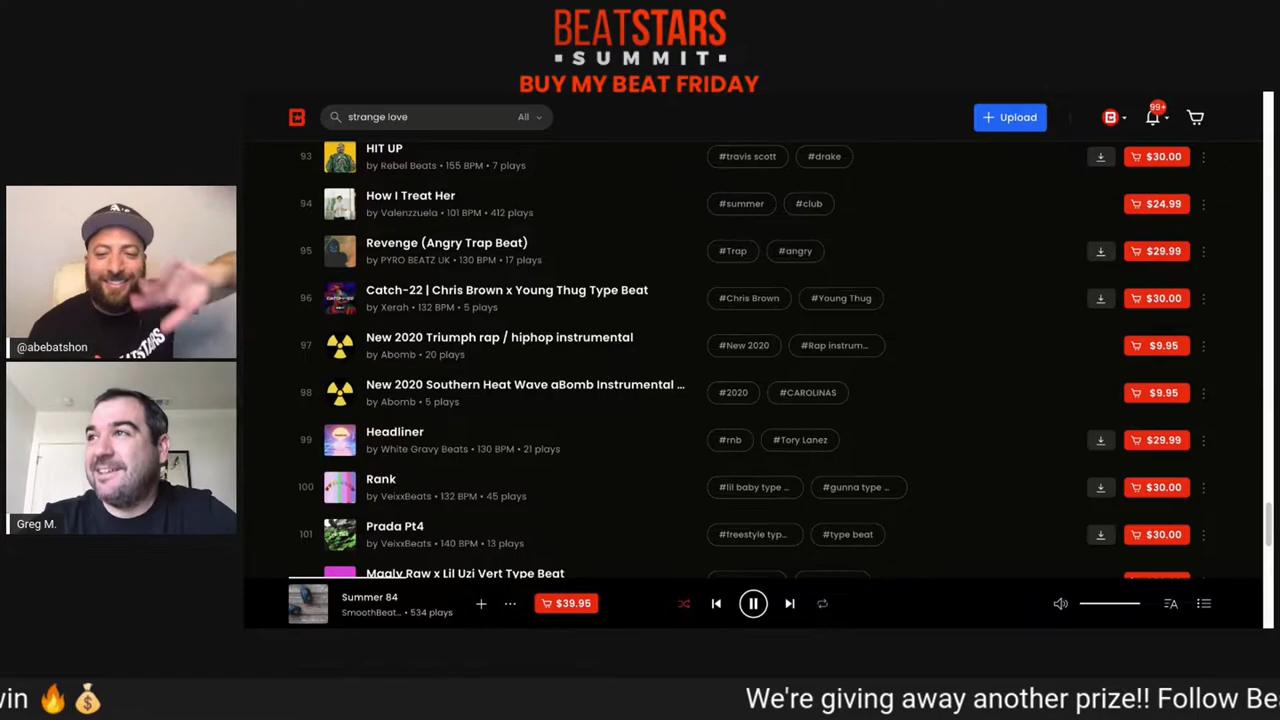 BEATSTARS
SUMMIT
BUY MY BEAT FRIDAY
strange love
All
Upload
99+
93
HIT UP
by Rebel Beats • 155 BPM • 7 plays
#travis scott
#drake
$30.00
94
How I Treat Her
by Valenzzuela • 101 BPM • 412 plays
#summer
#club
$24.99
95
Revenge (Angry Trap Beat)
by PYRO BEATZ UK • 130 BPM • 17 plays
#Trap
#angry
$29.99
96
Catch-22 | Chris Brown x Young Thug Type Beat
by Xerah • 132 BPM • 5 plays
#Chris Brown
#Young Thug
$30.00
97
New 2020 Triumph rap / hiphop instrumental
by Abomb • 20 plays
#New 2020
#Rap instrum...
$9.95
98
New 2020 Southern Heat Wave aBomb Instrumental ...
by Abomb • 5 plays
#2020
#CAROLINAS
$9.95
99
Headliner
by White Gravy Beats • 130 BPM • 21 plays
#rnb
#Tory Lanez
$29.99
100
Rank
by VeixxBeats • 132 BPM • 45 plays
#lil baby type ...
#gunna type ...
$30.00
101
Prada Pt4
by VeixxBeats • 140 BPM • 13 plays
#freestyle typ...
#type beat
$30.00
Maaly Raw x Lil Uzi Vert Type Beat
Summer 84
SmoothBeat... • 534 plays
$39.95
@abebatshon
Greg M.
win 🔥💰
We're giving away another prize!! Follow Be